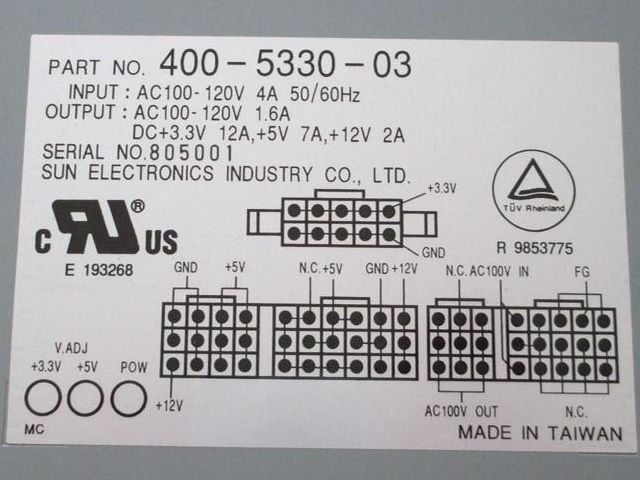 PART NO. 400-5330-03
INPUT : AC100-120V 4A 50/60Hz
OUTPUT : AC100-120V 1.6A
DC+3.3V 12A,+5V 7A,+12V 2A
SERIAL NO.805001
SUN ELECTRONICS INDUSTRY CO., LTD.
+3.3V
GND
TÜV Rheinland
R 9853775
C RU ® US
E 193268
GND +5V N.C.+5V GND +12V N.C. AC100V IN FG
V.ADJ
+3.3V +5V POW
+12V
AC100V OUT N.C.
MC
MADE IN TAIWAN